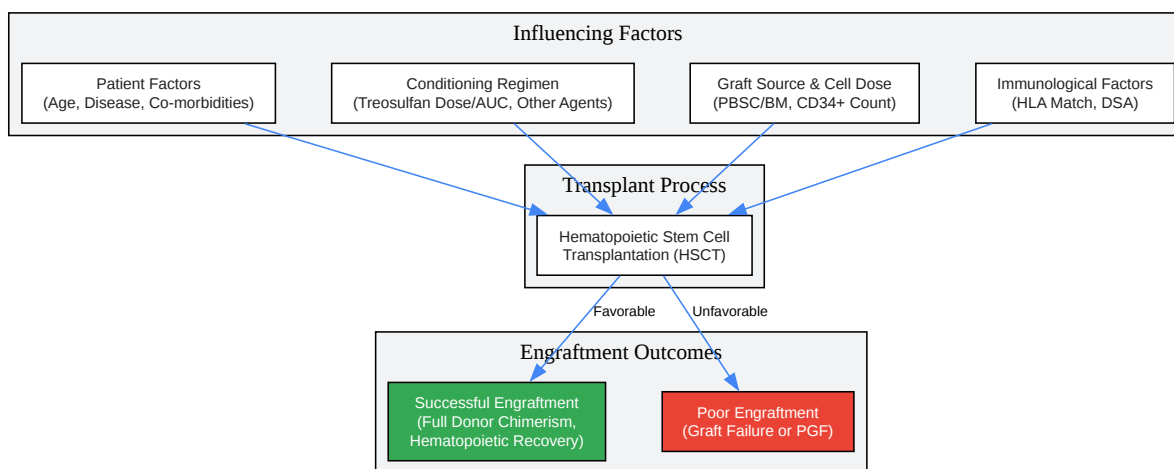 Influencing Factors
Patient Factors
(Age, Disease, Co-morbidities)
Conditioning Regimen
(Treosulfan Dose/AUC, Other Agents)
Graft Source & Cell Dose
(PBSC/BM, CD34+ Count)
Immunological Factors
(HLA Match, DSA)
Transplant Process
Hematopoietic Stem Cell
Transplantation (HSCT)
Favorable
Unfavorable
Engraftment Outcomes
Successful Engraftment
(Full Donor Chimerism,
Hematopoietic Recovery)
Poor Engraftment
(Graft Failure or PGF)